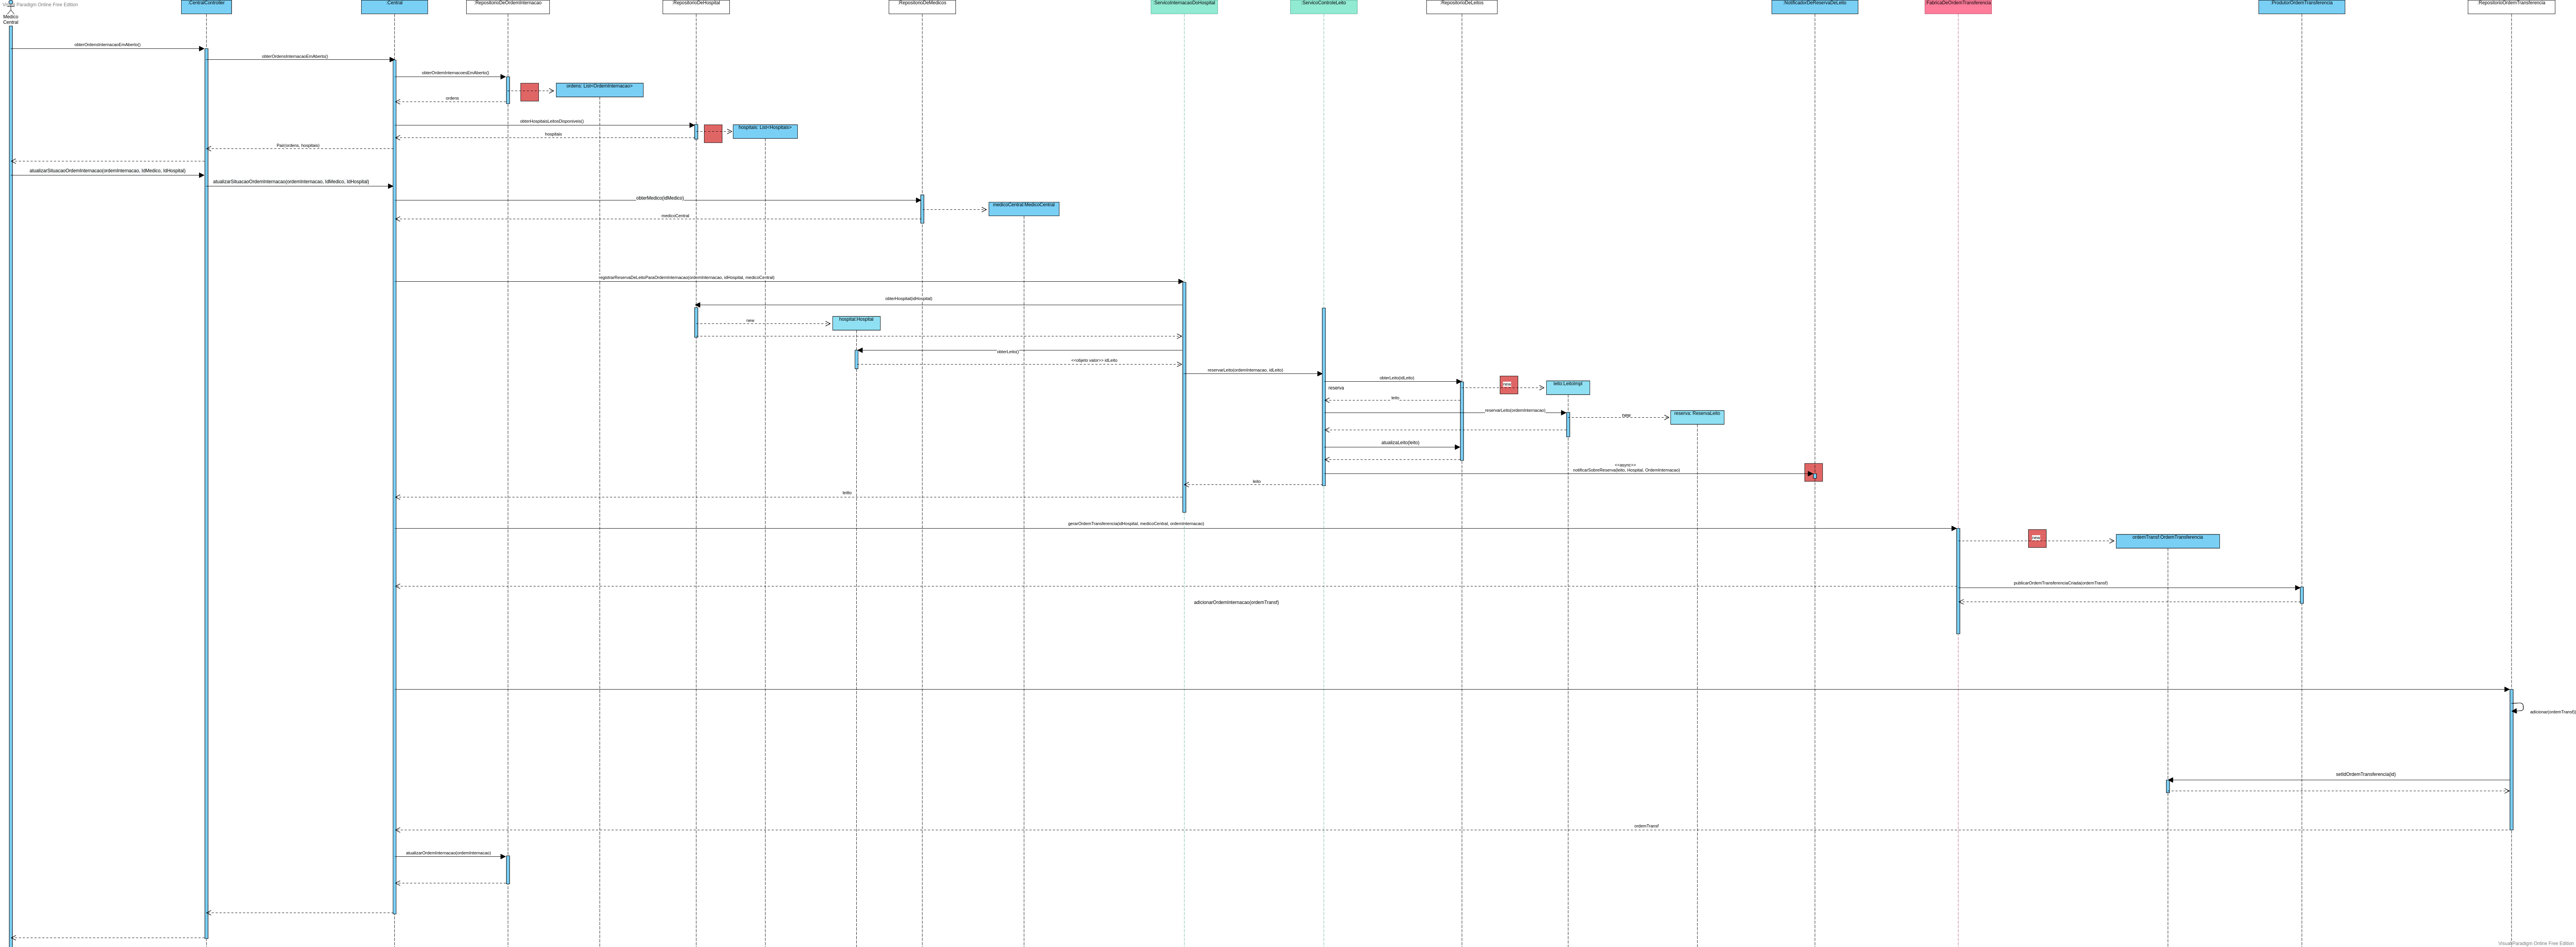 Visual Paradigm Online Free Edition
Medico
Central
:CentralController
:Central
:RepositorioDeOrdemInternacao
:RepositorioDeHospital
:RepositorioDeMedicos
:ServicoInternacaoDoHospital
:ServicoControleLeito
:RepositorioDeLeitos
:NotificadorDeReservaDeLeito
:FabricaDeOrdemTransferencia
:ProdutorOrdemTransferencia
:RepositorioOrdemTransferencia
obterOrdensInternacaoEmAberto()
obterOrdensInternacaoEmAberto()
obterOrdemInternacoesEmAberto()
ordens: List<OrdemInternacao>
ordens
obterHospitaisLeitosDisponiveis()
hospitais: List<Hospitais>
hospitais
Pair(ordens, hospitais)
atualizarSituacaoOrdemInternacao(ordemInternacao, IdMedico, IdHospital)
atualizarSituacaoOrdemInternacao(ordemInternacao, IdMedico, IdHospital)
obterMedico(IdMedico)
medicoCentral:MedicoCentral
medicoCentral
registrarReservaDeLeitoParaOrdemInternacao(ordemInternacao, idHospital, medicoCentral)
obterHospital(idHospital)
new
hospital:Hospital
obterLeito()
<<objeto valor>> idLeito
reservarLeito(ordemInternacao, idLeito)
obterLeito(idLeito)
new
leito:LeitoImpl
reserva
leito
reservarLeito(ordemInternacao)
new
reserva: ReservaLeito
atualizaLeito(leito)
<<async>>
notificarSobreReserva(leito, Hospital, OrdemInternacao)
leito
leito
gerarOrdemTransferencia(idHospital, medicoCentral, ordemInternacao)
new
ordemTransf:OrdemTransferencia
publicarOrdemTransferenciaCriada(ordemTransf)
adicionarOrdemInternacao(ordemTransf)
adicionar(ordemTransf)
setIdOrdemTransferencia(id)
ordemTransf
atualizarOrdemInternacao(ordemInternacao)
Visual Paradigm Online Free Edition